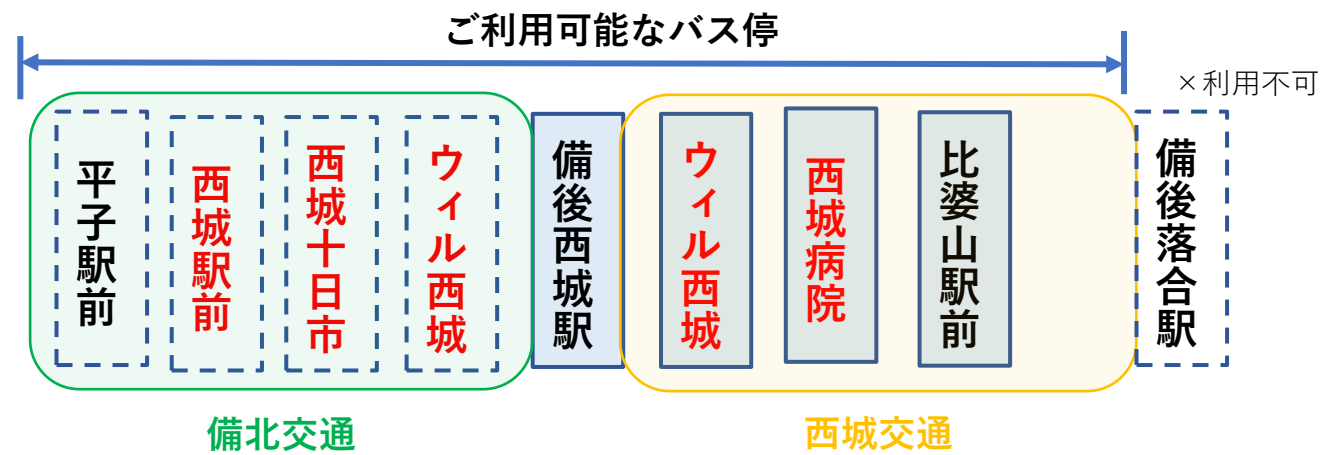 ご利用可能なバス停
×利用不可
平子駅前
西城駅前
西城十日市
ウィル西城
備後西城駅
ウィル西城
西城病院
比婆山駅前
備後落合駅
備北交通
西城交通